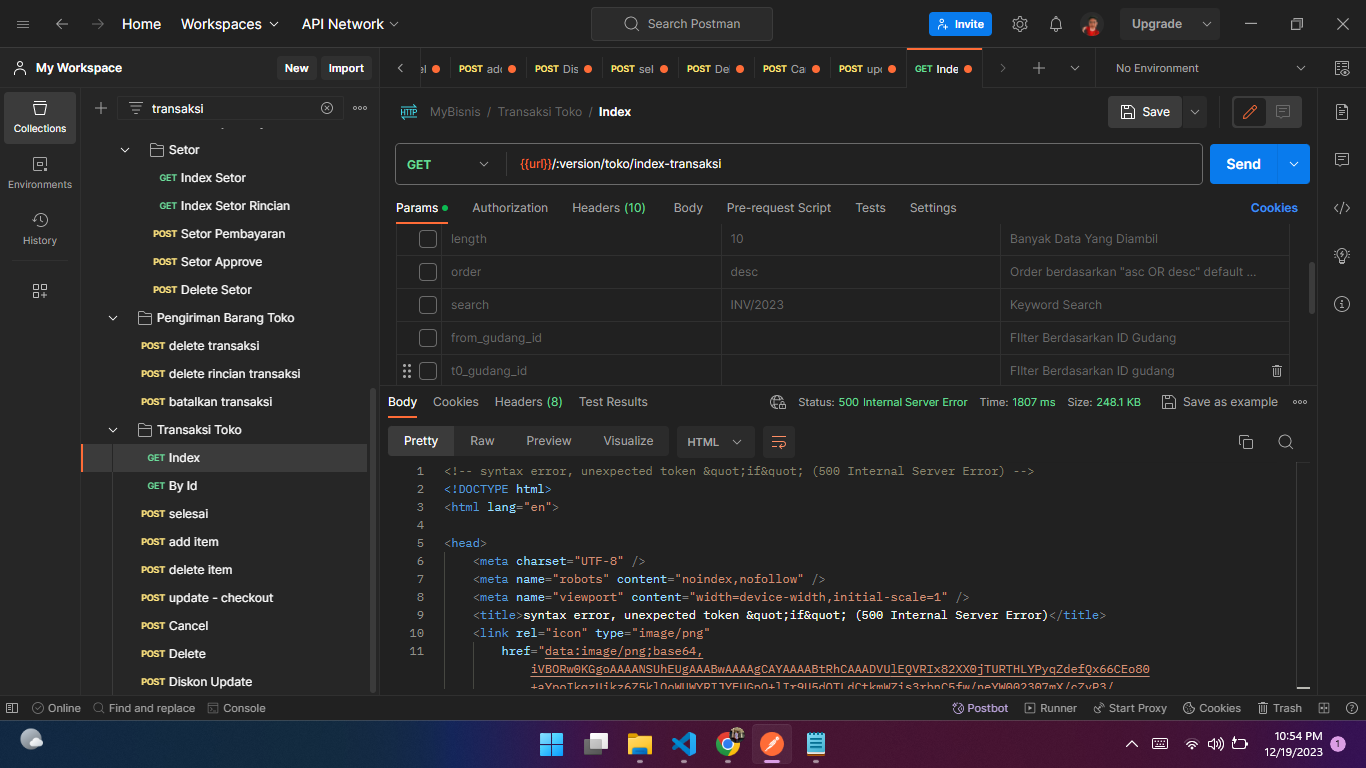 Home
Workspaces
API Network
Search Postman
Invite
Upgrade
My Workspace
New
Import
POST
POST
POST sel
POST
POST
POST
GET
No Environment
Collections
Environments
History
transaksi
Setor
GET Index Setor
GET Index Setor Rincian
POST Setor Pembayaran
POST Setor Approve
POST Delete Setor
Pengiriman Barang Toko
POST delete transaksi
POST delete rincian transaksi
POST batalkan transaksi
Transaksi Toko
GET Index
GET By Id
POST selesai
POST add item
POST delete item
POST update - checkout
POST Cancel
POST Delete
POST Diskon Update
HTTP MyBisnis / Transaksi Toko / Index
Save
GET
{{url}}/:version/toko/index-transaksi
Send
Params
Authorization
Headers (10)
Body
Pre-request Script
Tests
Settings
Cookies
length 10 Banyak Data Yang Diambil
order desc Order berdasarkan "asc OR desc" default ...
search INV/2023 Keyword Search
from_gudang_id FIlter Berdasarkan ID Gudang
t0_gudang_id FIlter Berdasarkan ID gudang
Body
Cookies
Headers (8)
Test Results
Status: 500 Internal Server Error
Time: 1807 ms
Size: 248.1 KB
Save as example
Pretty
Raw
Preview
Visualize
HTML
1 <!-- syntax error, unexpected token &quot;if&quot; (500 Internal Server Error) -->
2 <!DOCTYPE html>
3 <html lang="en">
4
5 <head>
6 <meta charset="UTF-8" />
7 <meta name="robots" content="noindex,nofollow" />
8 <meta name="viewport" content="width=device-width,initial-scale=1" />
9 <title>syntax error, unexpected token &quot;if&quot; (500 Internal Server Error)</title>
10 <link rel="icon" type="image/png"
11 href="data:image/png;base64,
Online
Find and replace
Console
Postbot
Runner
Start Proxy
Cookies
Trash
10:54 PM
12/19/2023
1